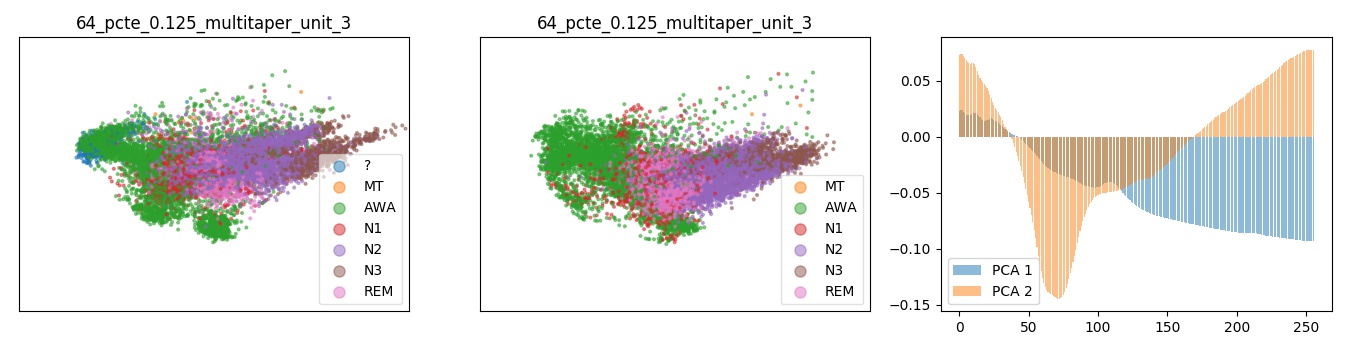 64_pcte_0.125_multitaper_unit_3
?
MT
AWA
N1
N2
N3
REM
64_pcte_0.125_multitaper_unit_3
MT
AWA
N1
N2
N3
REM
0.05
0.00
−0.05
−0.10
−0.15
PCA 1
PCA 2
0
50
100
150
200
250